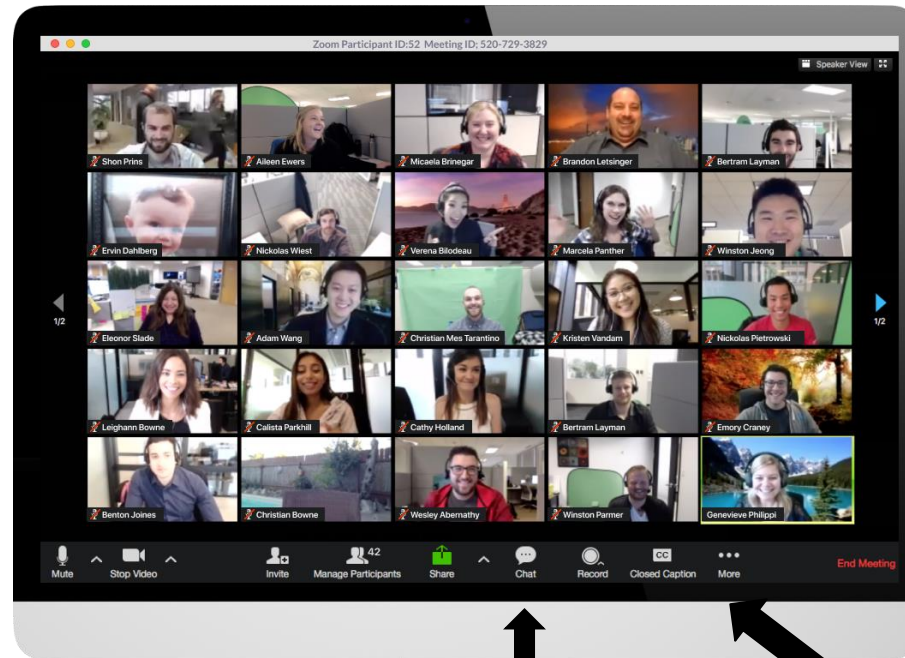 Zoom Participant ID:52 Meeting ID: 520-729-3829
Speaker View
Shon Prins
Aileen Ewers
Micaela Brinegar
Brandon Letsinger
Bertram Layman
Ervin Dahlberg
Nickolas Wiest
Verena Bilodeau
Marcela Panther
Winston Jeong
1/2
1/2
Eleonor Slade
Adam Wang
Christian Mes Tarantino
Kristen Vandam
Nickolas Pietrowski
Leighann Bowne
Calista Parkhill
Cathy Holland
Bertram Layman
Emory Craney
Benton Joines
Christian Bowne
Wesley Abernathy
Winston Parmer
Genevieve Philippi
42
CC
Mute
Stop Video
Invite
Manage Participants
Share
Chat
Record
Closed Caption
More
End Meeting